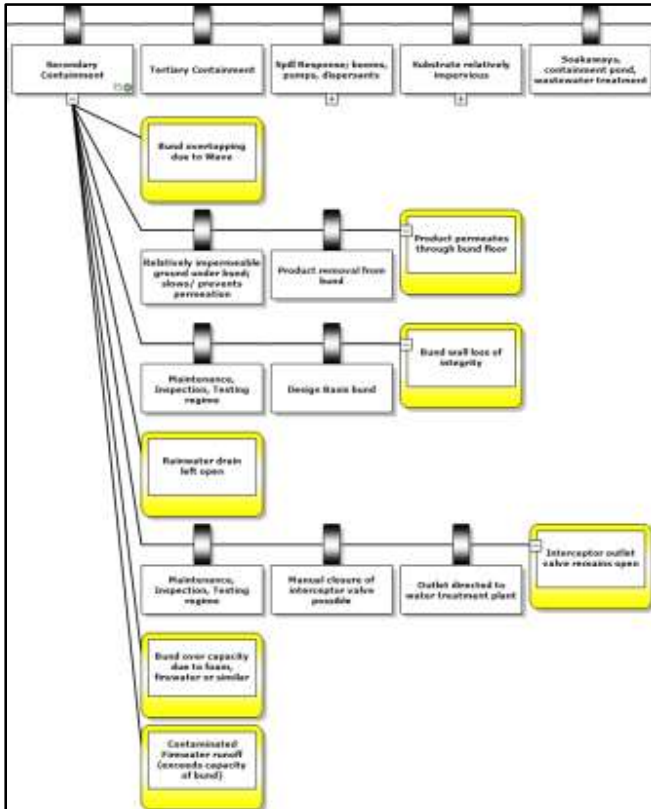 Secondary
Containment
Tertiary Containment
Spill Response; booms,
pumps, dispersants
Substrate relatively
impervious
Soakaways,
containment pond,
wastewater treatment
Bund overtopping
due to Wave
Relatively impermeable
ground under bund;
slows/ prevents
permeation
Product removal from
bund
Product permeates
through bund floor
Maintenance,
Inspection, Testing
regime
Design Basis bund
Bund wall loss of
integrity
Rainwater drain
left open
Maintenance,
Inspection, Testing
regime
Manual closure of
interceptor valve
possible
Outlet directed to
water treatment plant
Interceptor outlet
valve remains open
Bund over capacity
due to foam,
firewater or similar
Contaminated
Firewater runoff
(exceeds capacity
of bund)